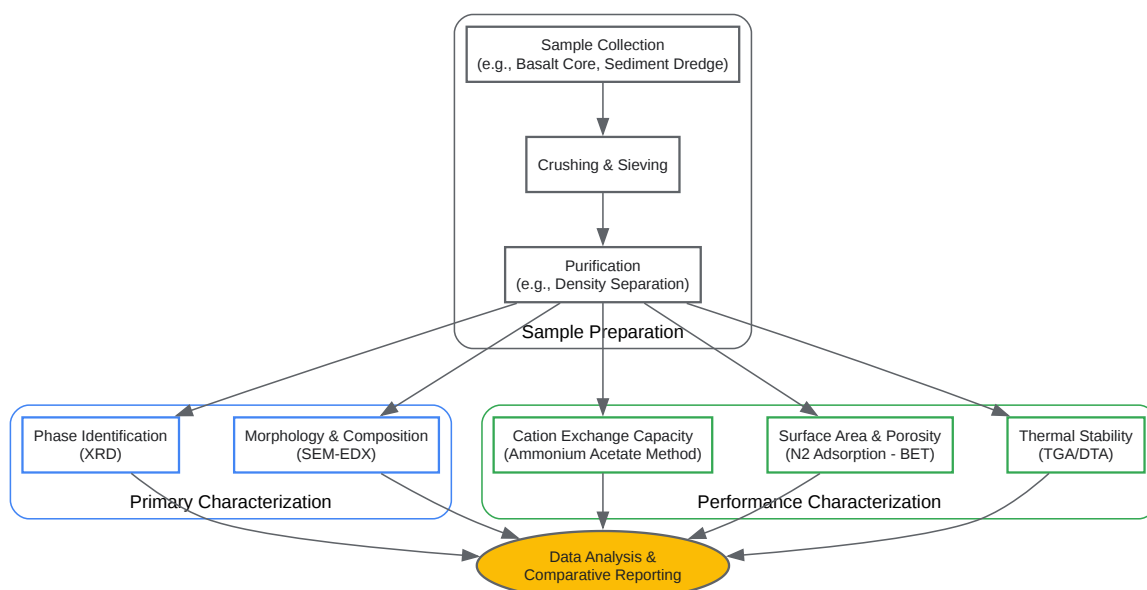 Sample Collection
(e.g., Basalt Core, Sediment Dredge)
Crushing & Sieving
Purification
(e.g., Density Separation)
Sample Preparation
Phase Identification
(XRD)
Morphology & Composition
(SEM-EDX)
Primary Characterization
Cation Exchange Capacity
(Ammonium Acetate Method)
Surface Area & Porosity
(N2 Adsorption - BET)
Thermal Stability
(TGA/DTA)
Performance Characterization
Data Analysis &
Comparative Reporting